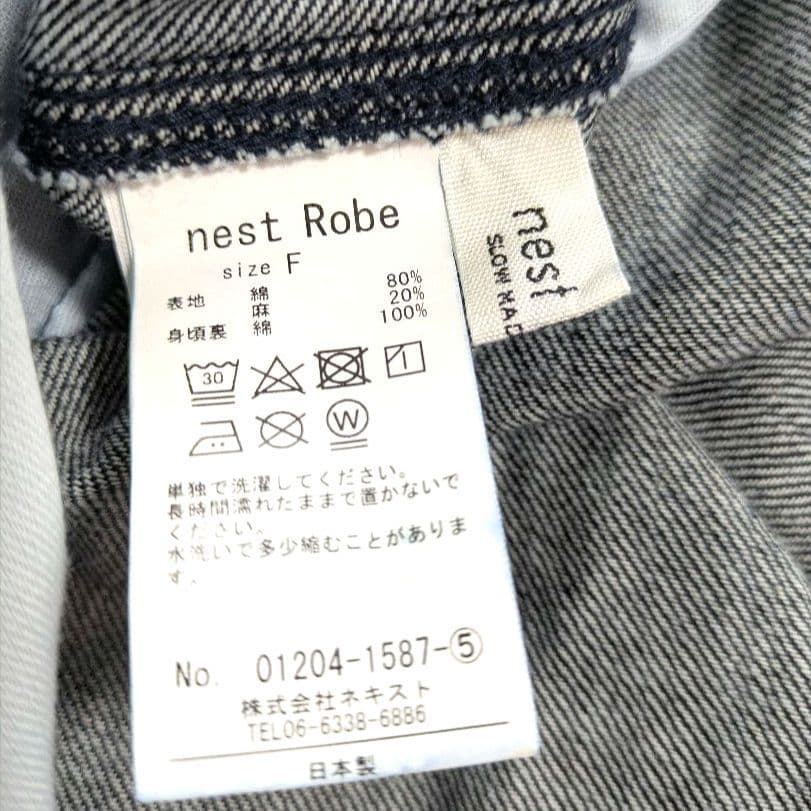 nest Robe
size F
表地 綿 80%
麻 20%
身頃裏 綿 100%
30
W
単独で洗濯してください。
長時間濡れたままで置かないで
ください。
水洗いで多少縮むことがありま
す。
No. 01204-1587-⑤
株式会社ネキスト
TEL06-6338-6886
日本製
nest
SLOW MAD